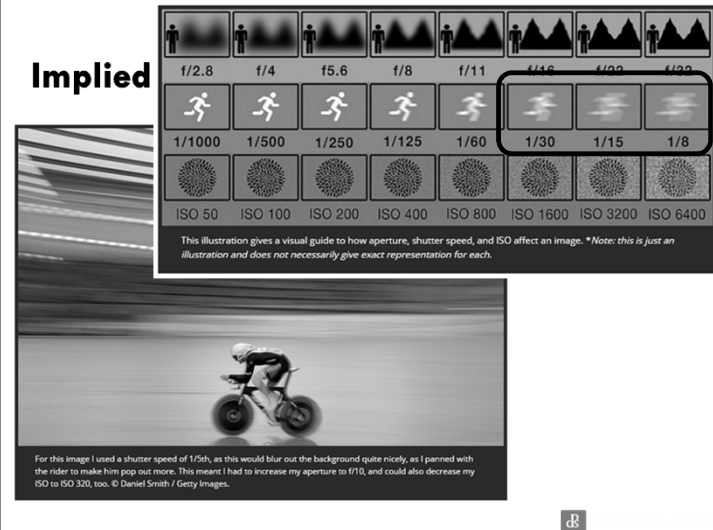 Implied
f/2.8 f/4 f5.6 f/8 f/11 f/16 f/22 f/32
1/1000 1/500 1/250 1/125 1/60 1/30 1/15 1/8
ISO 50 ISO 100 ISO 200 ISO 400 ISO 800 ISO 1600 ISO 3200 ISO 6400
This illustration gives a visual guide to how aperture, shutter speed, and ISO affect an image. *Note: this is just an
illustration and does not necessarily give exact representation for each.
For this image I used a shutter speed of 1/5th, as this would blur out the background quite nicely, as I panned with
the rider to make him pop out more. This meant I had to increase my aperture to f/10, and could also decrease my
ISO to ISO 320, too. © Daniel Smith / Getty Images.